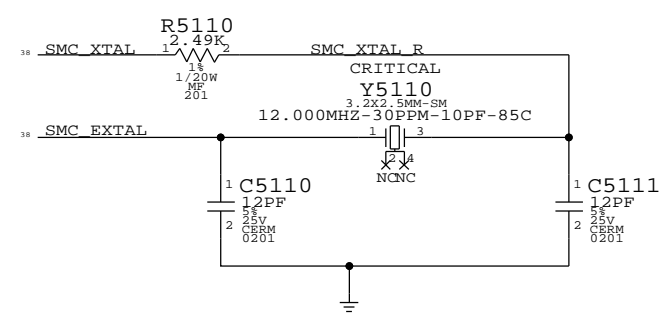 R5110
2.49K
38 SMC_XTAL 1 2 SMC_XTAL_R
1%
1/20W
MF
201
CRITICAL
Y5110
3.2X2.5MM-SM
12.000MHZ-30PPM-10PF-85C
38 SMC_EXTAL 1 3
2 4
NC NC
1 C5110
12PF
5%
25V
2 CERM
0201
1 C5111
12PF
5%
25V
2 CERM
0201